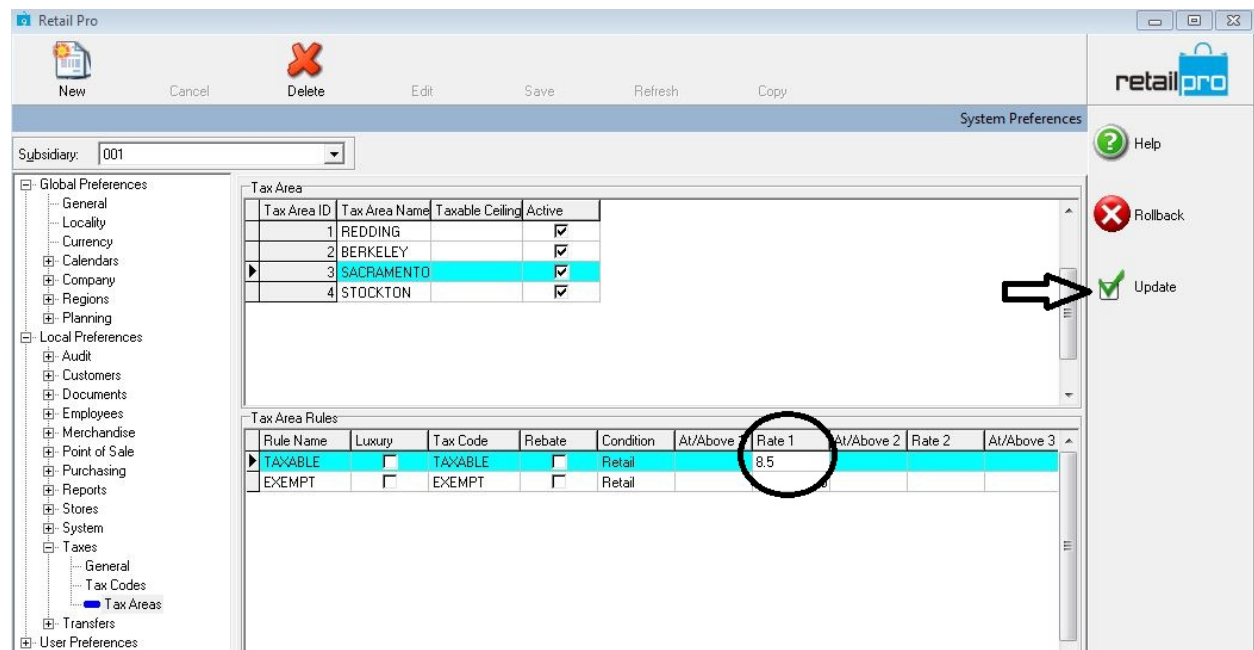 Retail Pro
New Cancel Delete Edit Save Refresh Copy
retailpro
System Preferences
Subsidiary: 001
Help
Rollback
Update
Global Preferences
General
Locality
Currency
Calendars
Company
Regions
Planning
Local Preferences
Audit
Customers
Documents
Employees
Merchandise
Point of Sale
Purchasing
Reports
Stores
System
Taxes
General
Tax Codes
Tax Areas
Transfers
User Preferences
Tax Area
Tax Area ID Tax Area Name Taxable Ceiling Active
1 REDDING
2 BERKELEY
3 SACRAMENTO
4 STOCKTON
Tax Area Rules
Rule Name Luxury Tax Code Rebate Condition At/Above Rate 1 At/Above 2 Rate 2 At/Above 3
TAXABLE TAXABLE Retail 8.5
EXEMPT EXEMPT Retail